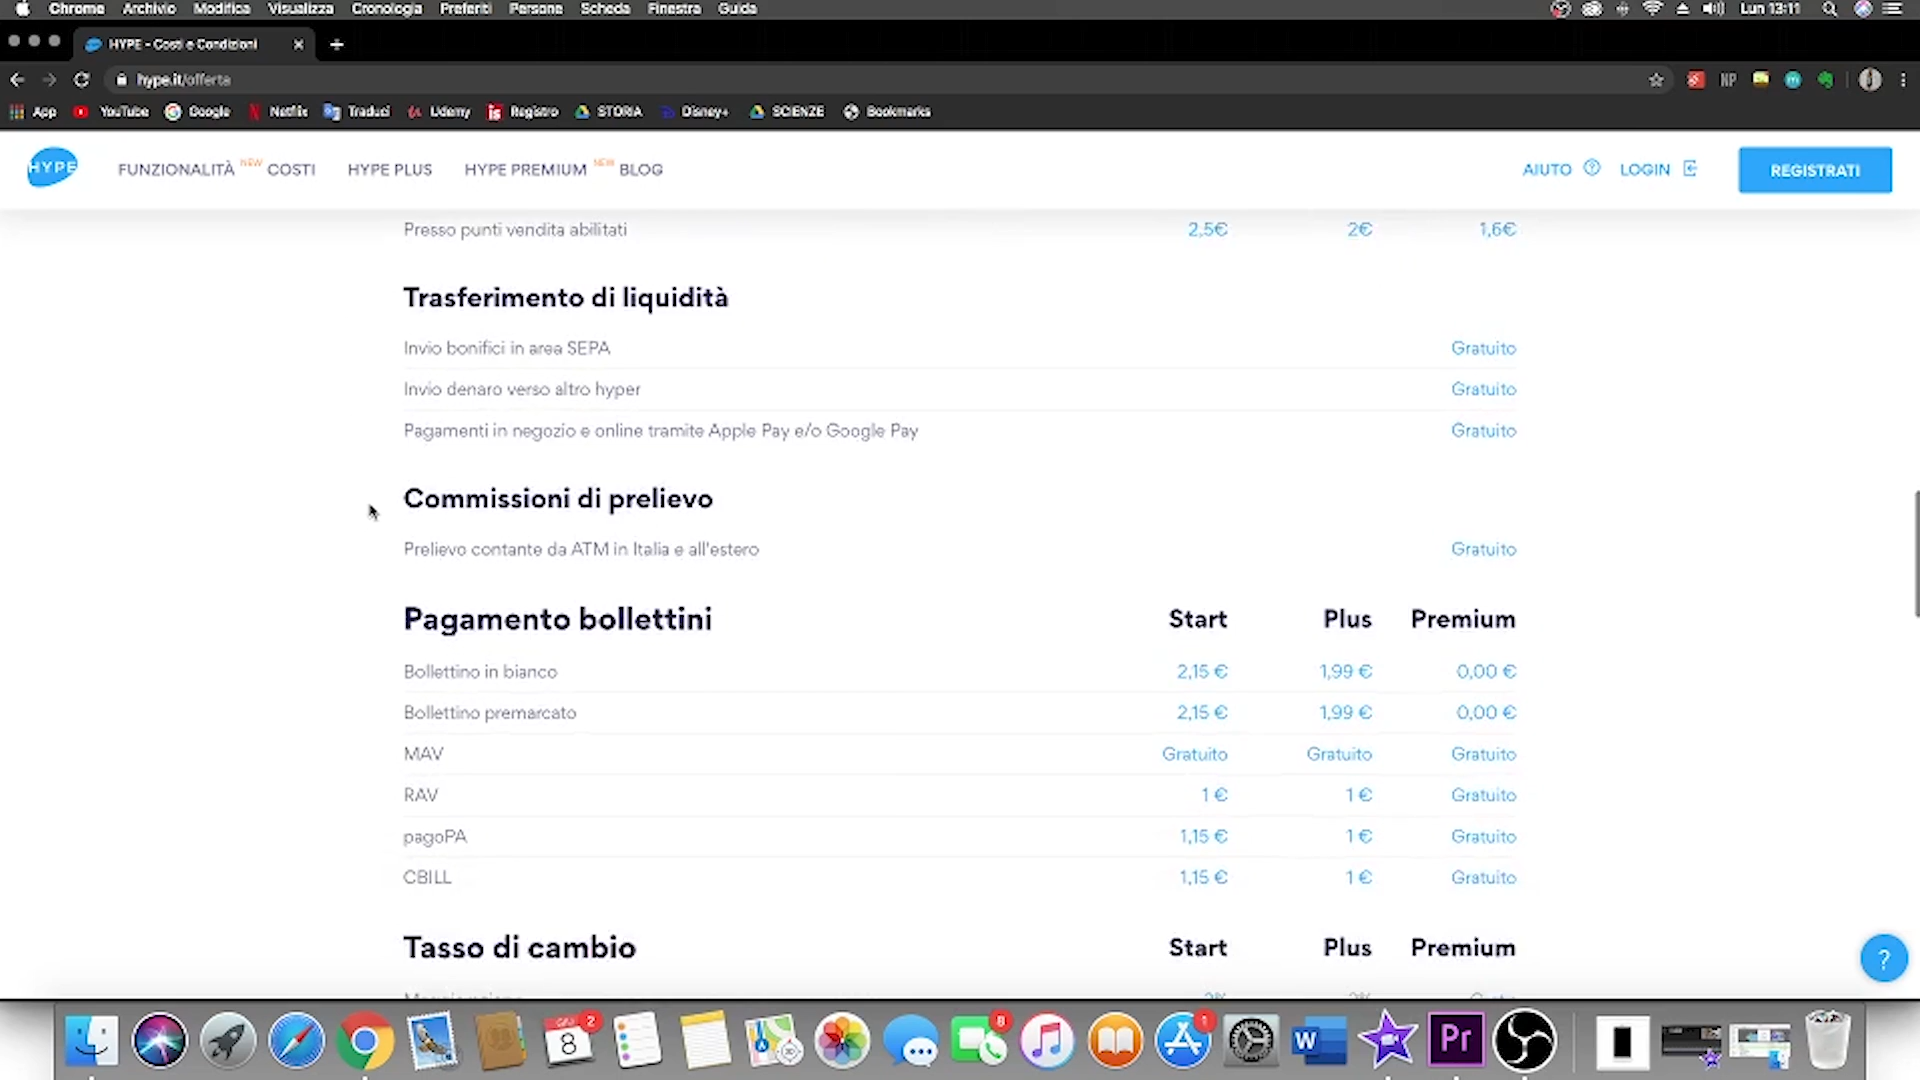 Chrome Archivio Modifica Visualizza Cronologia Preferiti Persone Scheda Finestra Guida Lun 13:11
HYPE - Costi e Condizioni
hype.it/offerta
NP
App YouTube Google Netflix Traduci Udemy Registro STORIA Disney+ SCIENZE Bookmarks
HYPE FUNZIONALITÀ NEW COSTI HYPE PLUS HYPE PREMIUM NEW BLOG AIUTO ? LOGIN REGISTRATI
Presso punti vendita abilitati 2,5€ 2€ 1,6€
Trasferimento di liquidità
Invio bonifici in area SEPA Gratuito
Invio denaro verso altro hyper Gratuito
Pagamenti in negozio e online tramite Apple Pay e/o Google Pay Gratuito
Commissioni di prelievo
Prelievo contante da ATM in Italia e all'estero Gratuito
Pagamento bollettini Start Plus Premium
Bollettino in bianco 2,15 € 1,99 € 0,00 €
Bollettino premarcato 2,15 € 1,99 € 0,00 €
MAV Gratuito Gratuito Gratuito
RAV 1 € 1 € Gratuito
pagoPA 1,15 € 1 € Gratuito
CBILL 1,15 € 1 € Gratuito
Tasso di cambio Start Plus Premium
?
2 8 8 1 W Pr